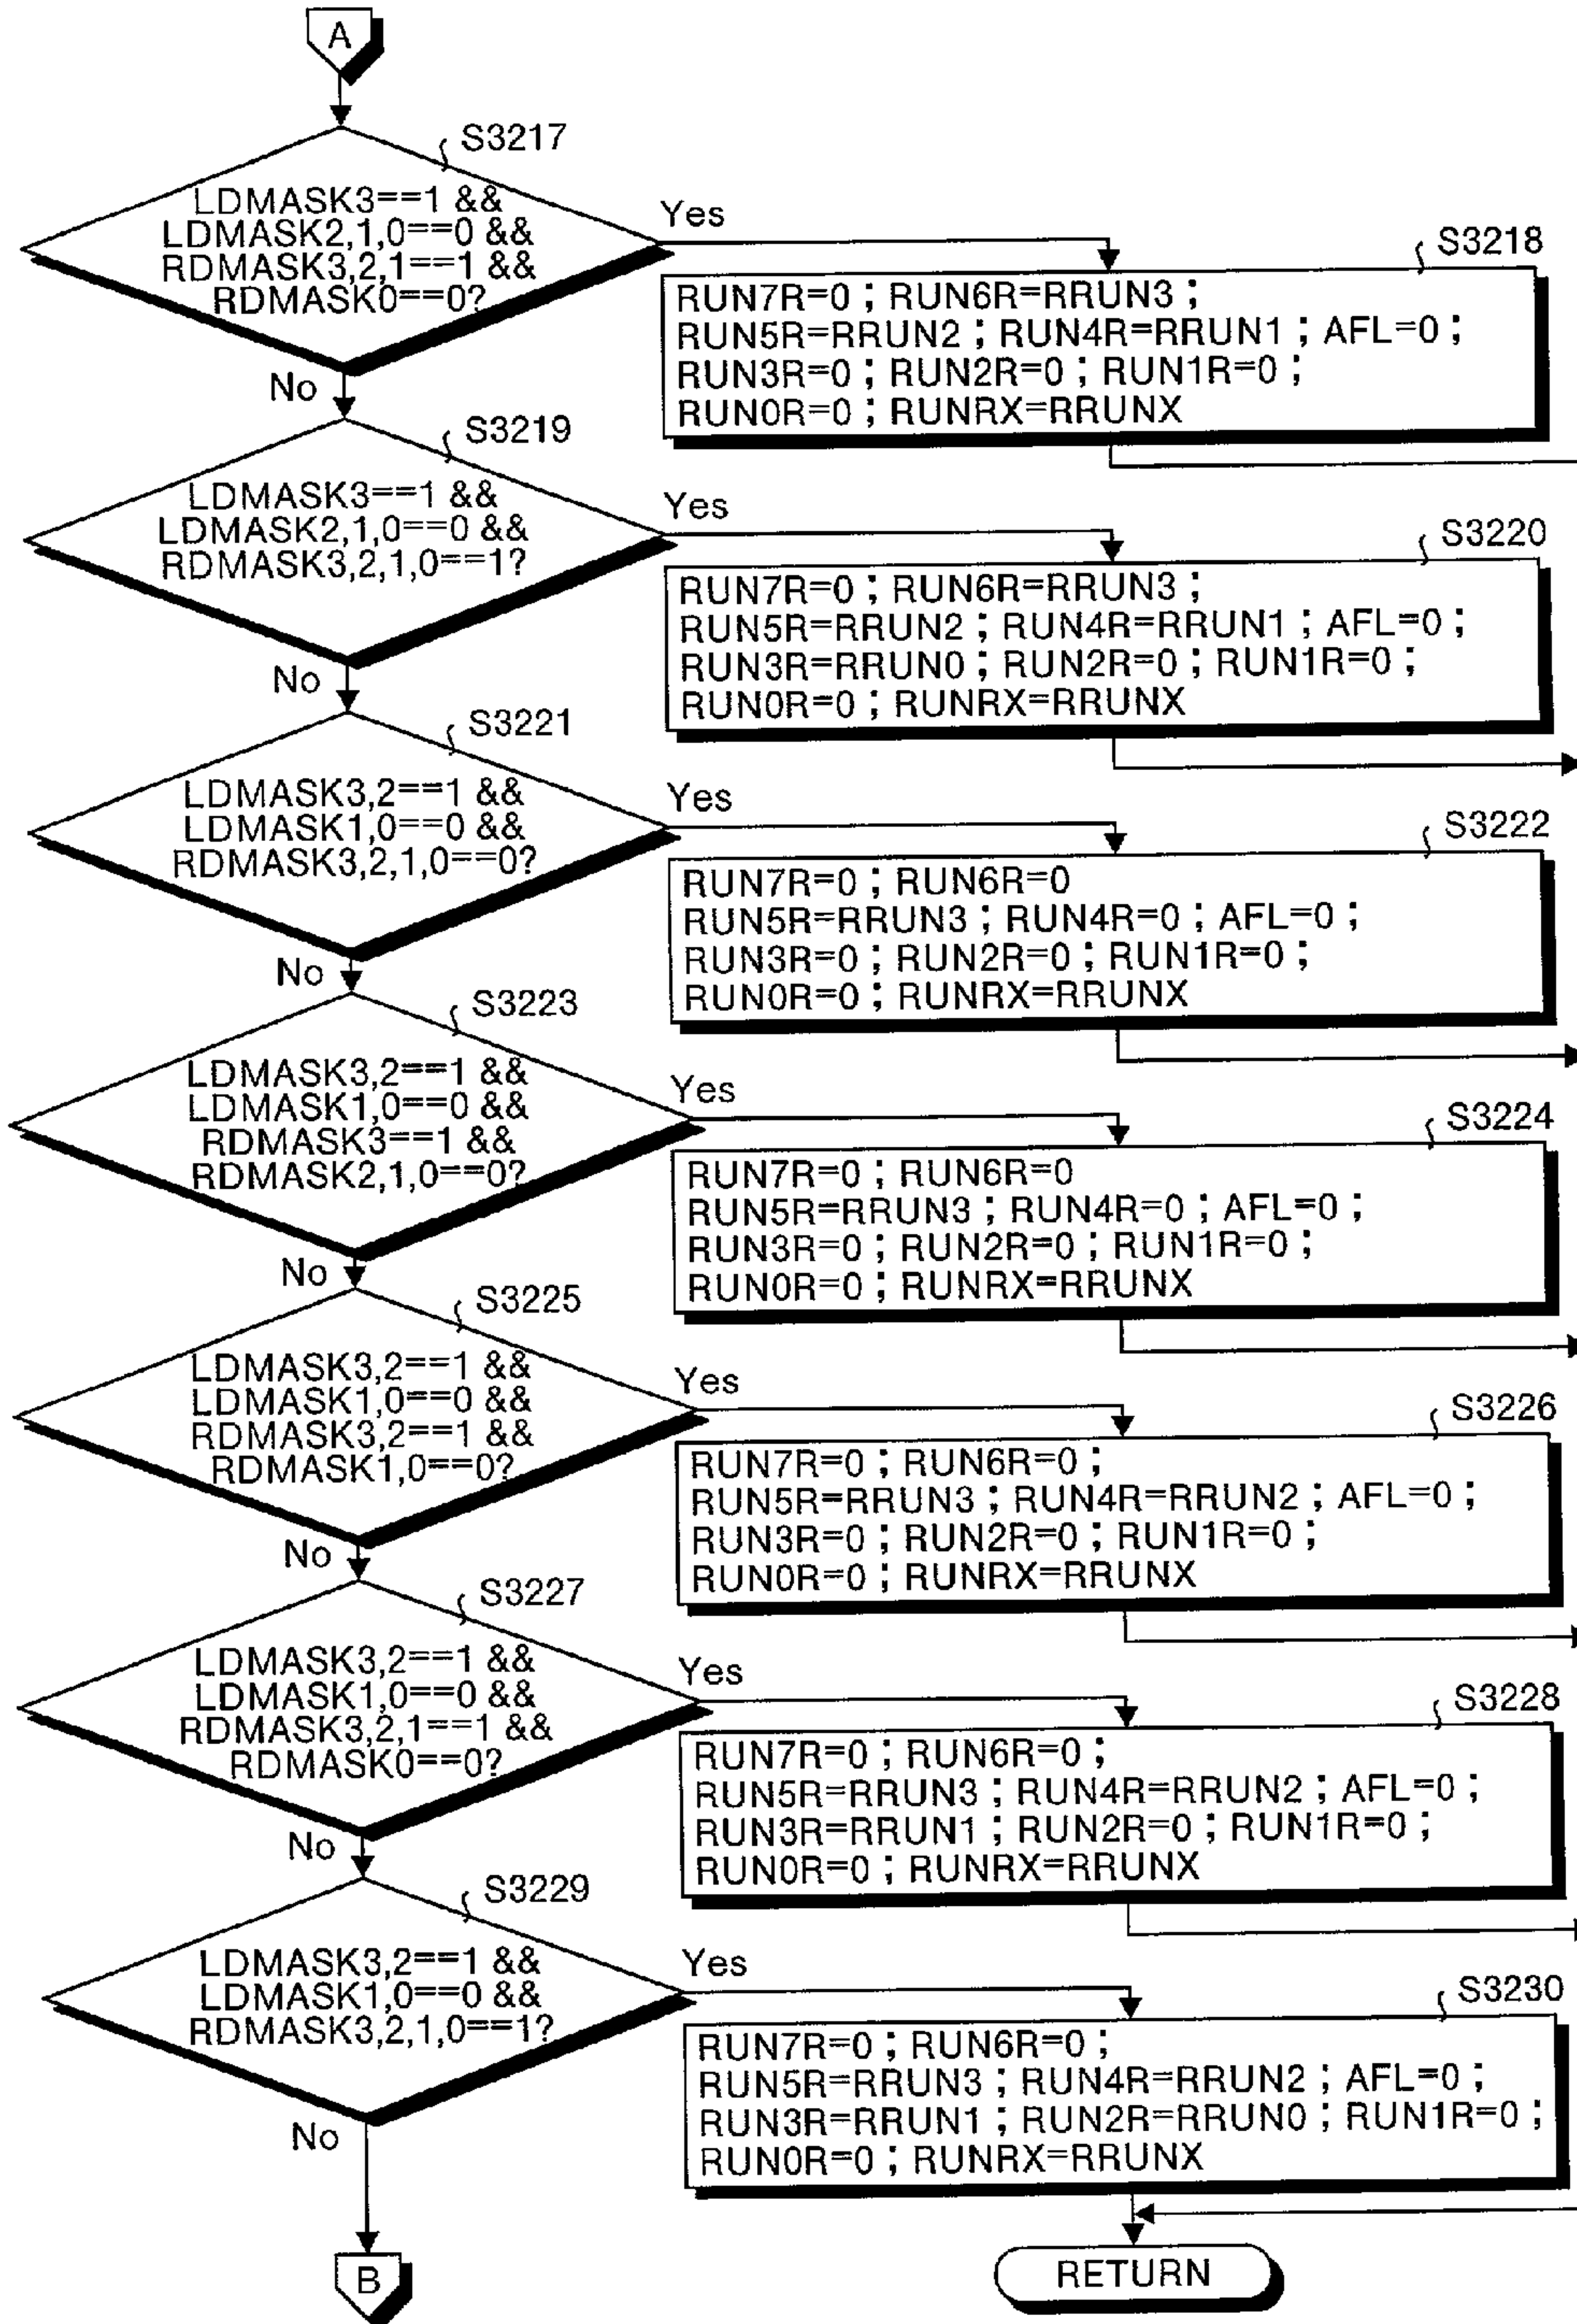 A
S3217
LDMASK3==1 &&
LDMASK2,1,0==0 &&
RDMASK3,2,1==1 &&
RDMASK0==0?
Yes
No
S3218
RUN7R=0 ; RUN6R=RRUN3 ;
RUN5R=RRUN2 ; RUN4R=RRUN1 ; AFL=0 ;
RUN3R=0 ; RUN2R=0 ; RUN1R=0 ;
RUN0R=0 ; RUNRX=RRUNX
S3219
LDMASK3==1 &&
LDMASK2,1,0==0 &&
RDMASK3,2,1,0==1?
Yes
No
S3220
RUN7R=0 ; RUN6R=RRUN3 ;
RUN5R=RRUN2 ; RUN4R=RRUN1 ; AFL=0 ;
RUN3R=RRUN0 ; RUN2R=0 ; RUN1R=0 ;
RUN0R=0 ; RUNRX=RRUNX
S3221
LDMASK3,2==1 &&
LDMASK1,0==0 &&
RDMASK3,2,1,0==0?
Yes
No
S3222
RUN7R=0 ; RUN6R=0
RUN5R=RRUN3 ; RUN4R=0 ; AFL=0 ;
RUN3R=0 ; RUN2R=0 ; RUN1R=0 ;
RUN0R=0 ; RUNRX=RRUNX
S3223
LDMASK3,2==1 &&
LDMASK1,0==0 &&
RDMASK3==1 &&
RDMASK2,1,0==0?
Yes
No
S3224
RUN7R=0 ; RUN6R=0
RUN5R=RRUN3 ; RUN4R=0 ; AFL=0 ;
RUN3R=0 ; RUN2R=0 ; RUN1R=0 ;
RUN0R=0 ; RUNRX=RRUNX
S3225
LDMASK3,2==1 &&
LDMASK1,0==0 &&
RDMASK3,2==1 &&
RDMASK1,0==0?
Yes
No
S3226
RUN7R=0 ; RUN6R=0 ;
RUN5R=RRUN3 ; RUN4R=RRUN2 ; AFL=0 ;
RUN3R=0 ; RUN2R=0 ; RUN1R=0 ;
RUN0R=0 ; RUNRX=RRUNX
S3227
LDMASK3,2==1 &&
LDMASK1,0==0 &&
RDMASK3,2,1==1 &&
RDMASK0==0?
Yes
No
S3228
RUN7R=0 ; RUN6R=0 ;
RUN5R=RRUN3 ; RUN4R=RRUN2 ; AFL=0 ;
RUN3R=RRUN1 ; RUN2R=0 ; RUN1R=0 ;
RUN0R=0 ; RUNRX=RRUNX
S3229
LDMASK3,2==1 &&
LDMASK1,0==0 &&
RDMASK3,2,1,0==1?
Yes
No
S3230
RUN7R=0 ; RUN6R=0 ;
RUN5R=RRUN3 ; RUN4R=RRUN2 ; AFL=0 ;
RUN3R=RRUN1 ; RUN2R=RRUN0 ; RUN1R=0 ;
RUN0R=0 ; RUNRX=RRUNX
B
RETURN